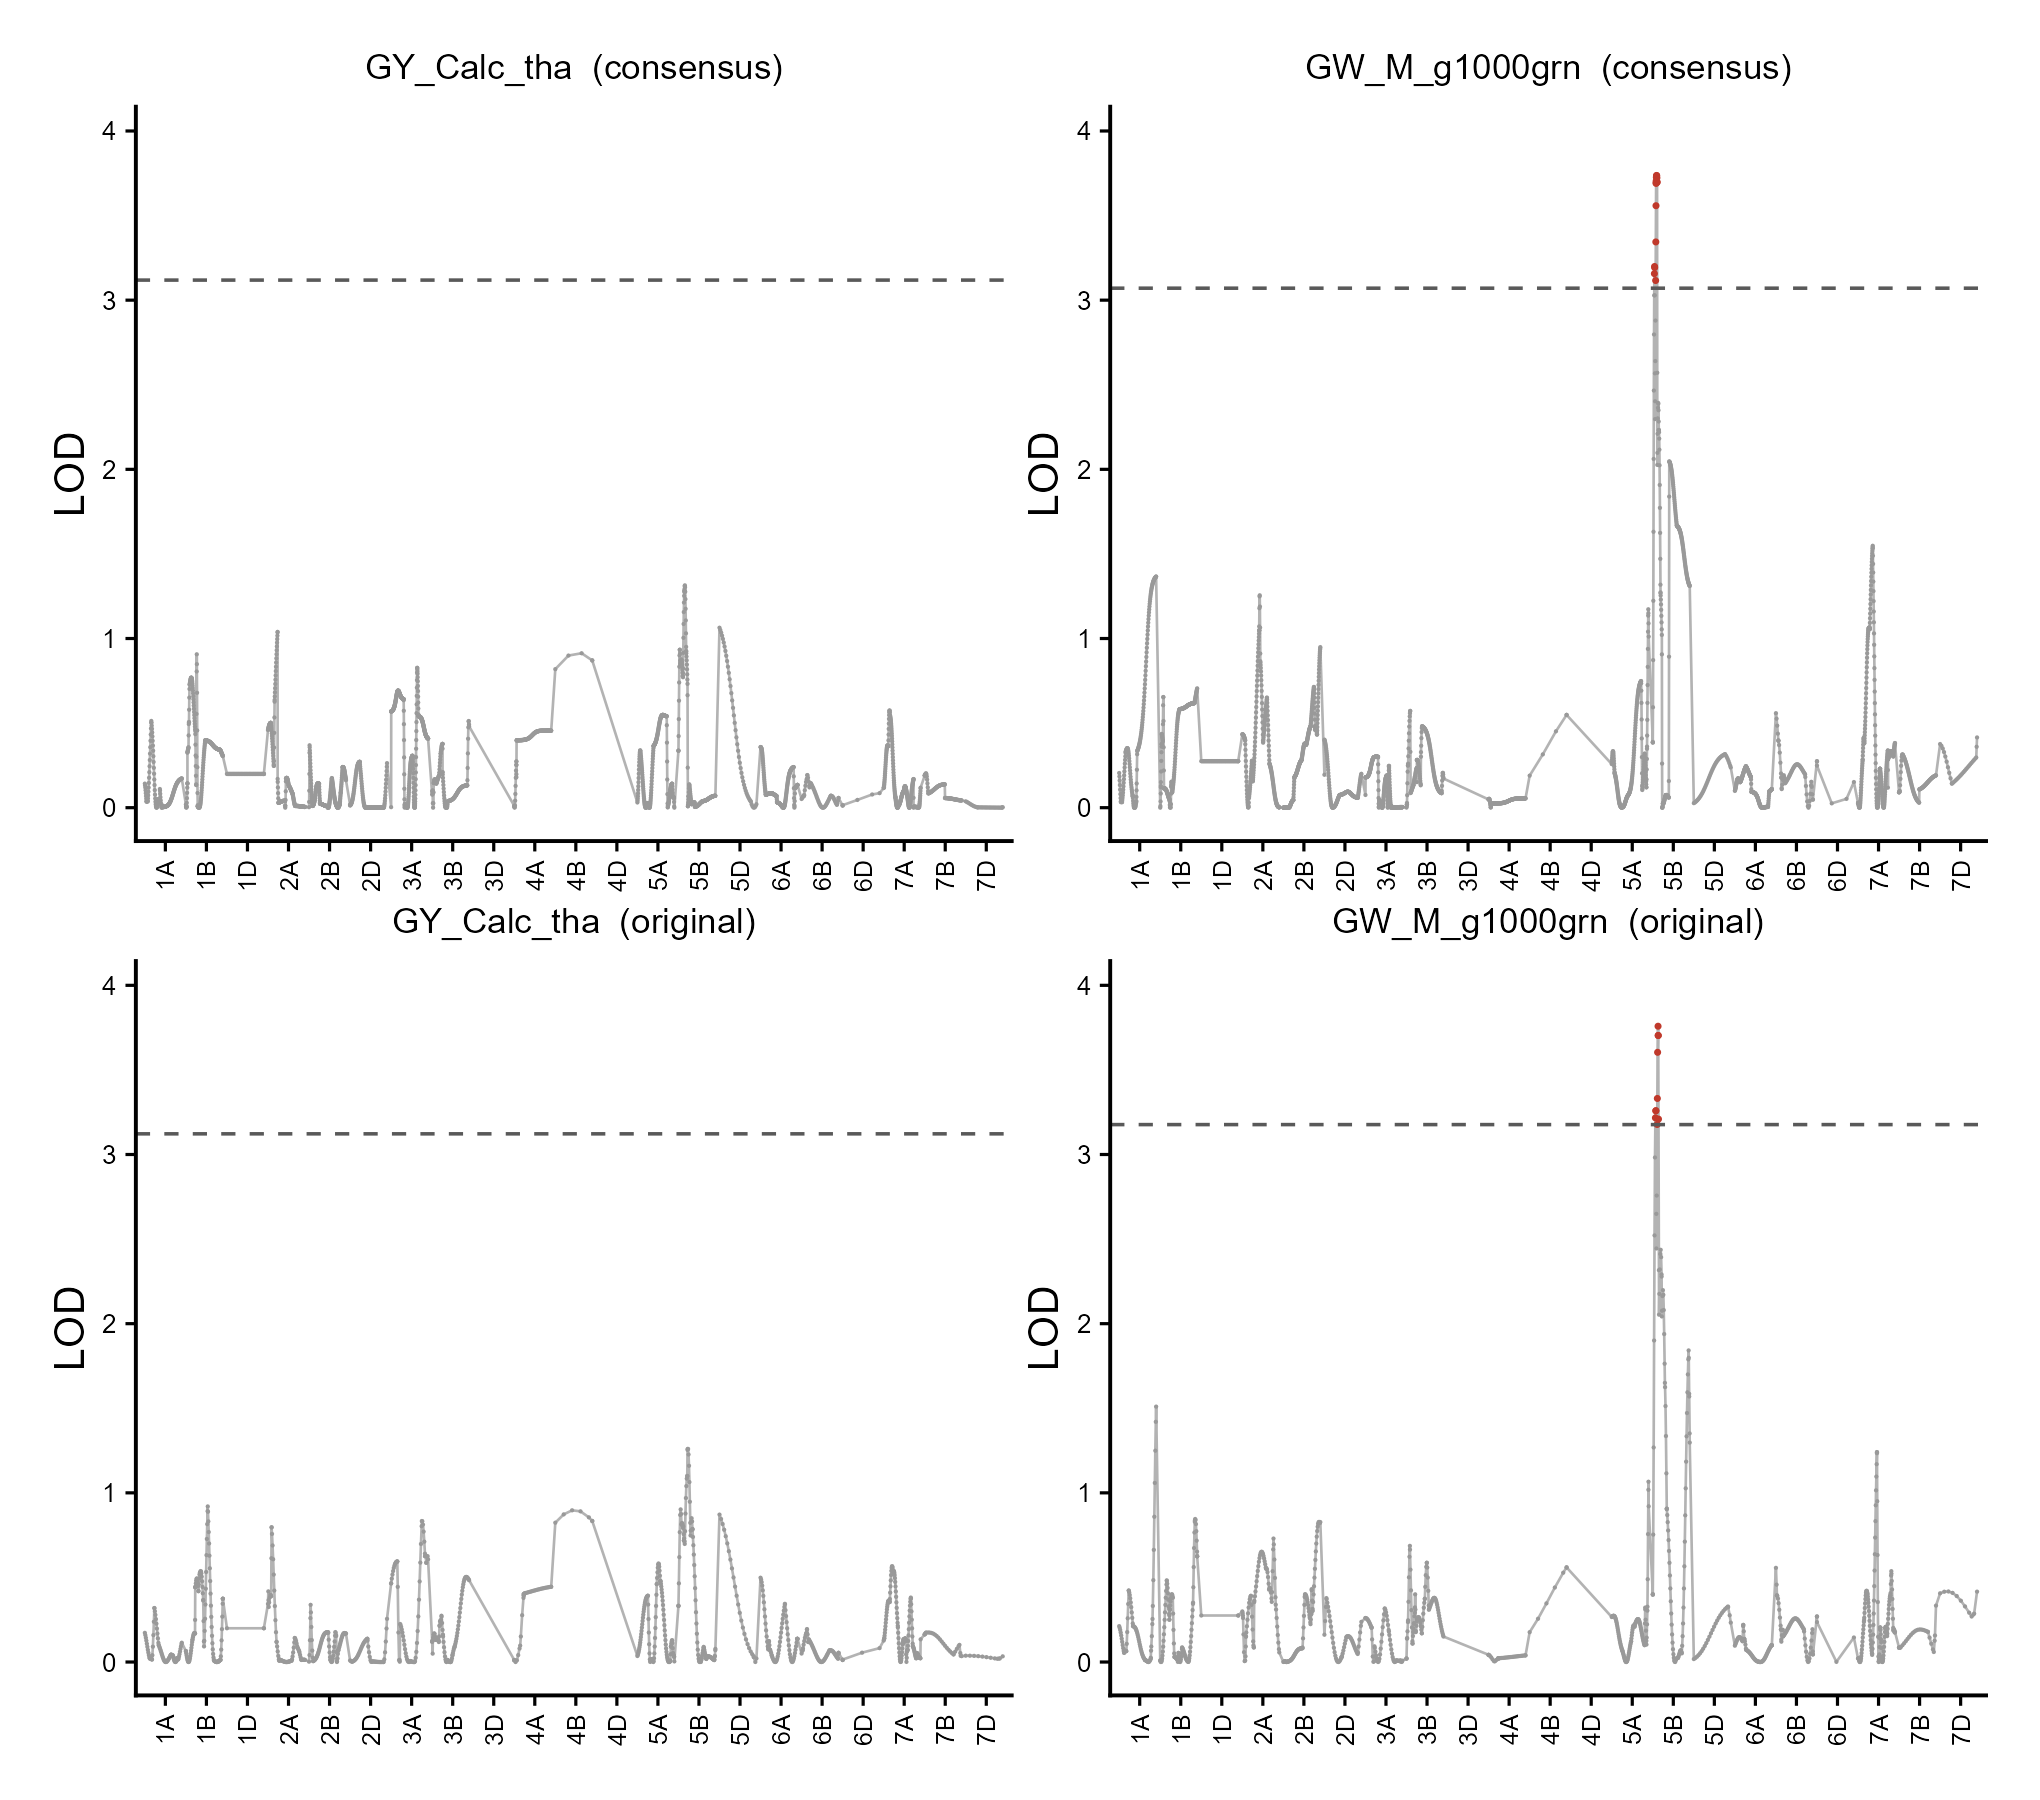 GY_Calc_tha (consensus)
4
3
2
1
0
LOD
1A 1B 1D 2A 2B 2D 3A 3B 3D 4A 4B 4D 5A 5B 5D 6A 6B 6D 7A 7B 7D
GW_M_g1000grn (consensus)
4
3
2
1
0
LOD
1A 1B 1D 2A 2B 2D 3A 3B 3D 4A 4B 4D 5A 5B 5D 6A 6B 6D 7A 7B 7D
GY_Calc_tha (original)
4
3
2
1
0
LOD
1A 1B 1D 2A 2B 2D 3A 3B 3D 4A 4B 4D 5A 5B 5D 6A 6B 6D 7A 7B 7D
GW_M_g1000grn (original)
4
3
2
1
0
LOD
1A 1B 1D 2A 2B 2D 3A 3B 3D 4A 4B 4D 5A 5B 5D 6A 6B 6D 7A 7B 7D